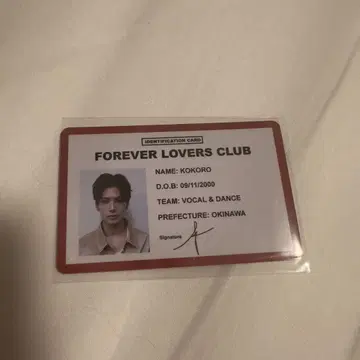 IDENTIFICATION CARD
FOREVER LOVERS CLUB
NAME: KOKORO
D.O.B: 09/11/2000
TEAM: VOCAL & DANCE
PREFECTURE: OKINAWA
Signature